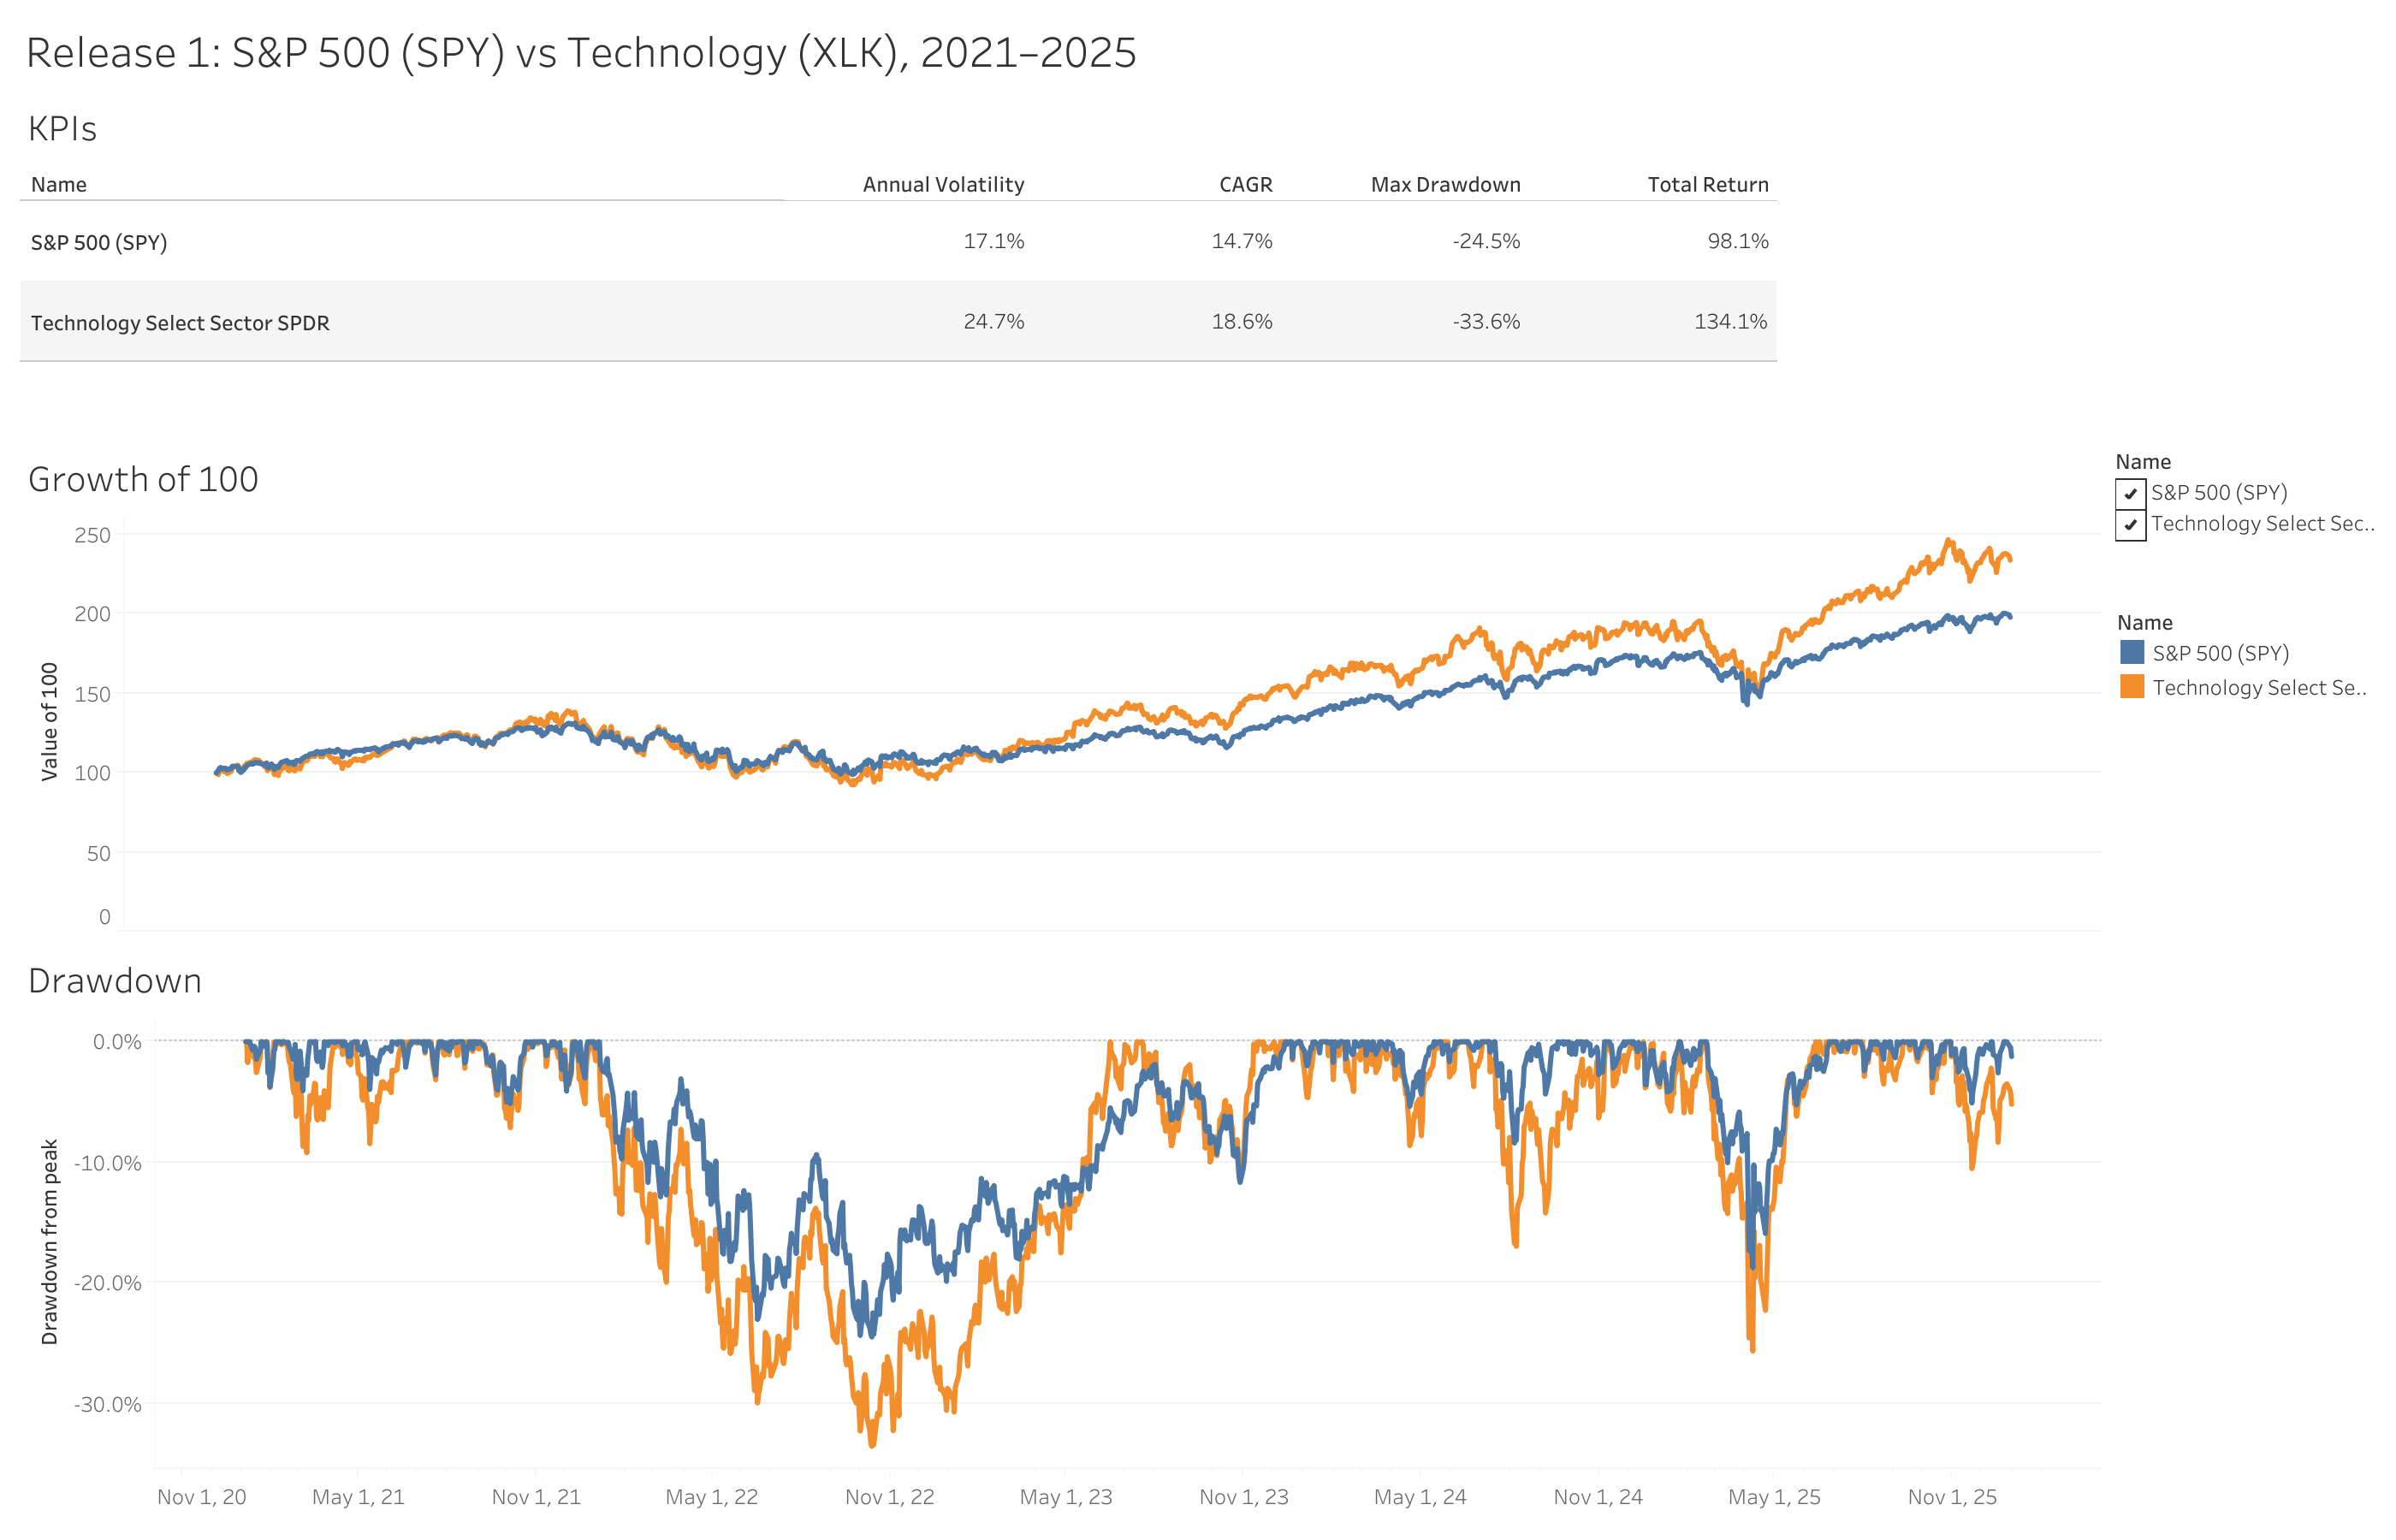 Release 1: S&P 500 (SPY) vs Technology (XLK), 2021–2025
KPIs
Name Annual Volatility CAGR Max Drawdown Total Return
S&P 500 (SPY) 17.1% 14.7% -24.5% 98.1%
Technology Select Sector SPDR 24.7% 18.6% -33.6% 134.1%
Growth of 100
Value of 100
250
200
150
100
50
0
Name
S&P 500 (SPY)
Technology Select Sec..
Name
S&P 500 (SPY)
Technology Select Se..
Drawdown
Drawdown from peak
0.0%
-10.0%
-20.0%
-30.0%
Nov 1, 20 May 1, 21 Nov 1, 21 May 1, 22 Nov 1, 22 May 1, 23 Nov 1, 23 May 1, 24 Nov 1, 24 May 1, 25 Nov 1, 25